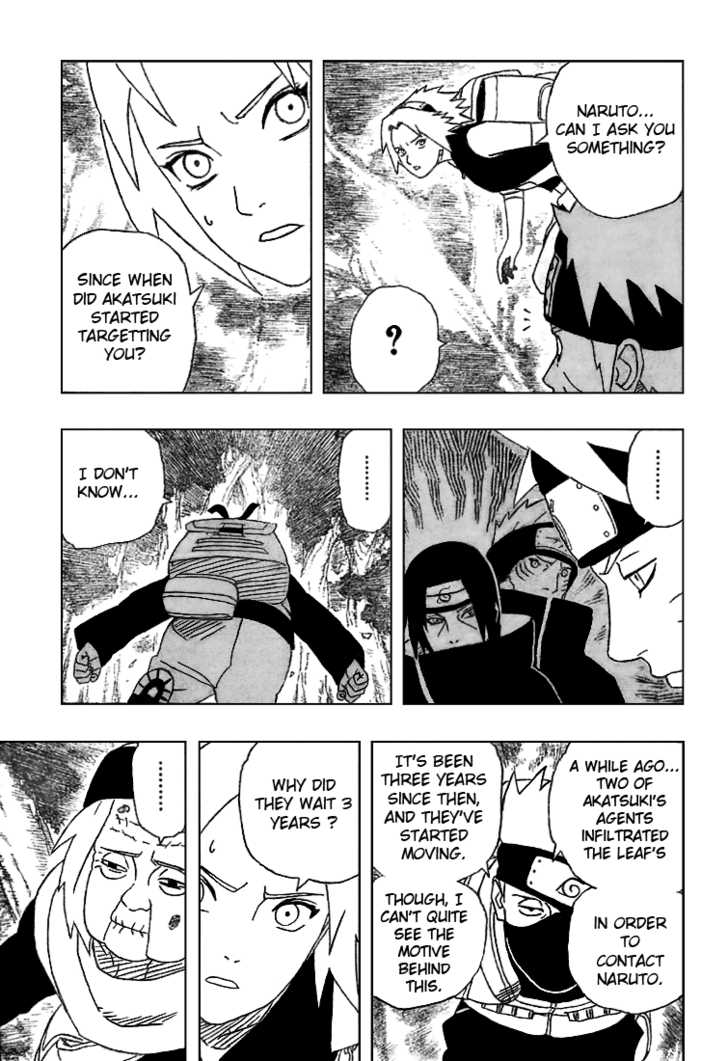 NARUTO...
CAN I ASK YOU
SOMETHING?
?
SINCE WHEN
DID AKATSUKI
STARTED
TARGETTING
YOU?
.........
.........
I DON'T
KNOW...
A WHILE AGO...
TWO OF
AKATSUKI'S
AGENTS
INFILTRATED
THE LEAF'S
IN ORDER
TO
CONTACT
NARUTO.
IT'S BEEN
THREE YEARS
SINCE THEN,
AND THEY'VE
STARTED
MOVING.
THOUGH, I
CAN'T QUITE
SEE THE
MOTIVE
BEHIND
THIS.
WHY DID
THEY WAIT 3
YEARS ?
.........